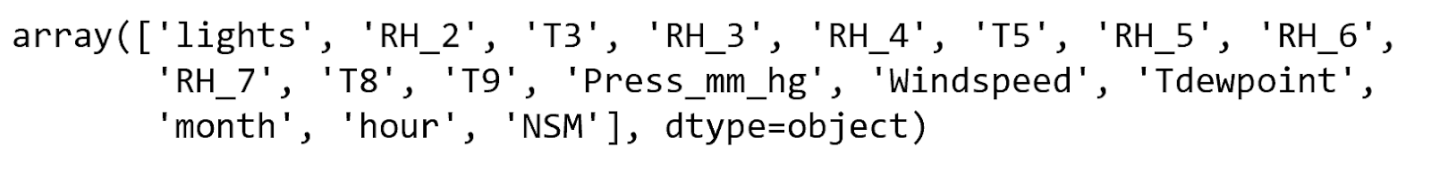 array(['lights', 'RH_2', 'T3', 'RH_3', 'RH_4', 'T5', 'RH_5', 'RH_6',
'RH_7', 'T8', 'T9', 'Press_mm_hg', 'Windspeed', 'Tdewpoint',
'month', 'hour', 'NSM'], dtype=object)